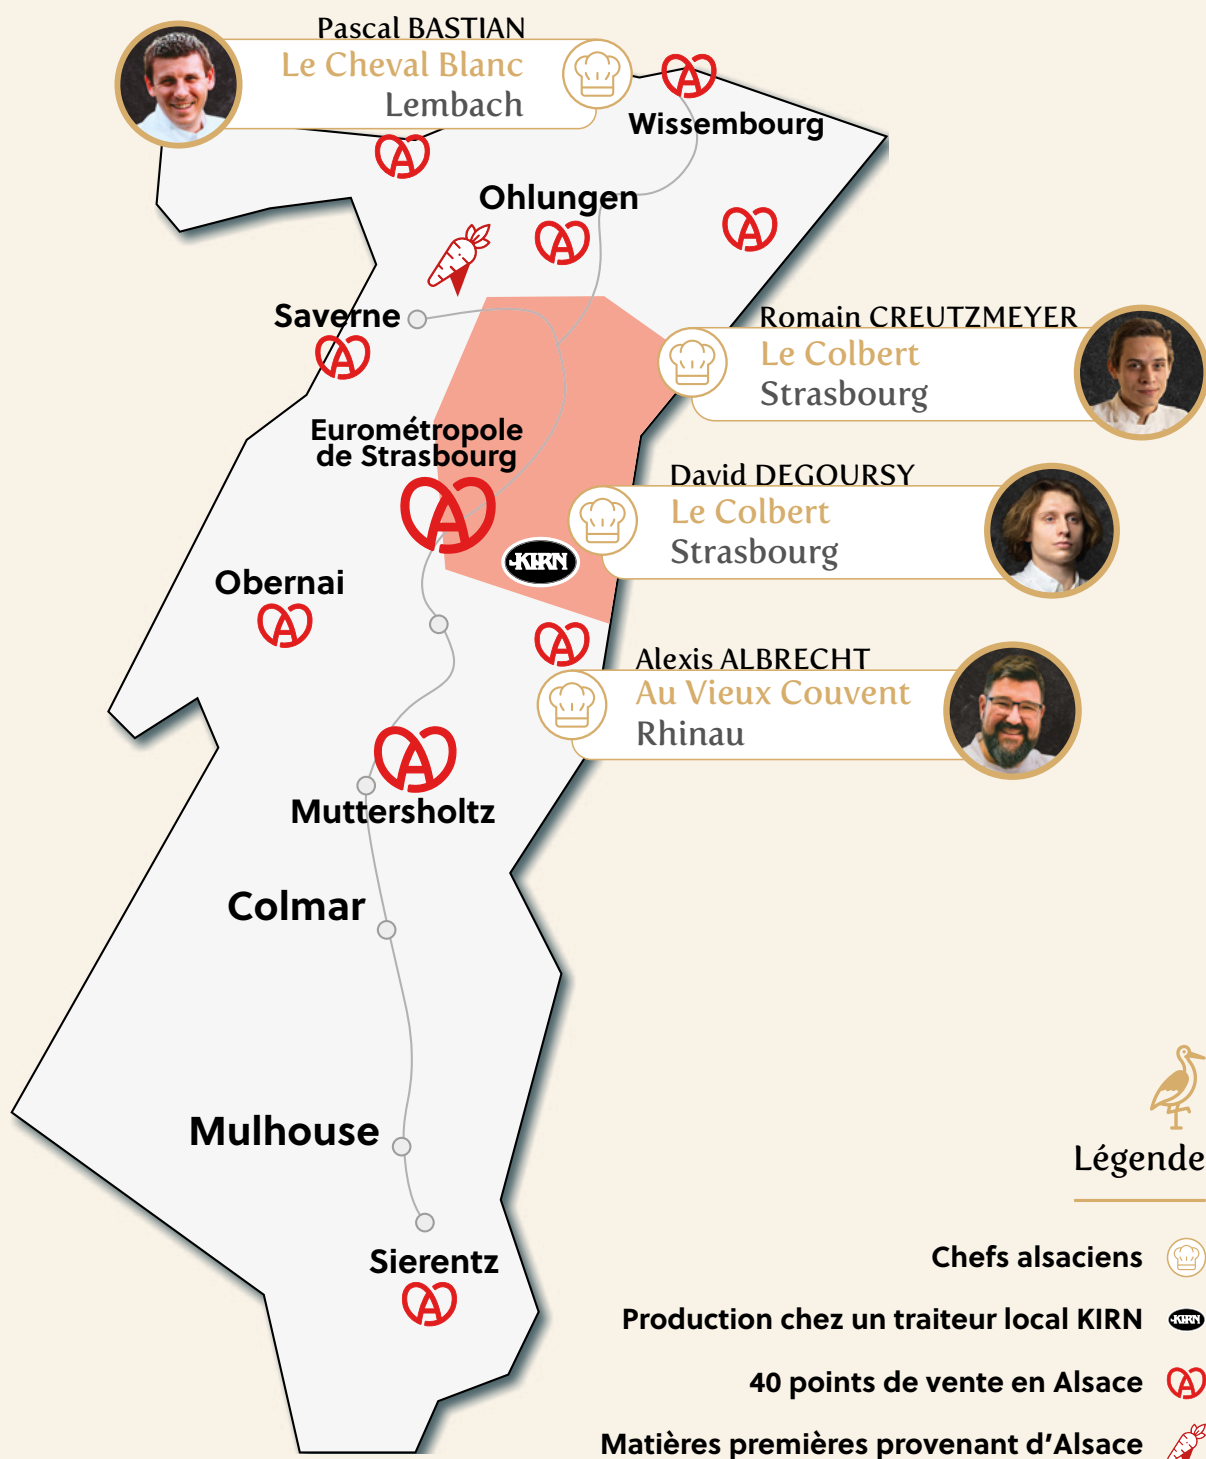 Pascal BASTIAN
Le Cheval Blanc
Lembach
Wissembourg
Ohlungen
Saverne
Romain CREUTZMEYER
Le Colbert
Strasbourg
Eurométropole
de Strasbourg
David DEGOURSY
Le Colbert
Strasbourg
KIRN
Obernai
Alexis ALBRECHT
Au Vieux Couvent
Rhinau
Muttersholtz
Colmar
Mulhouse
Sierentz
Légende
Chefs alsaciens
Production chez un traiteur local KIRN
KIRN
40 points de vente en Alsace
Matières premières provenant d'Alsace